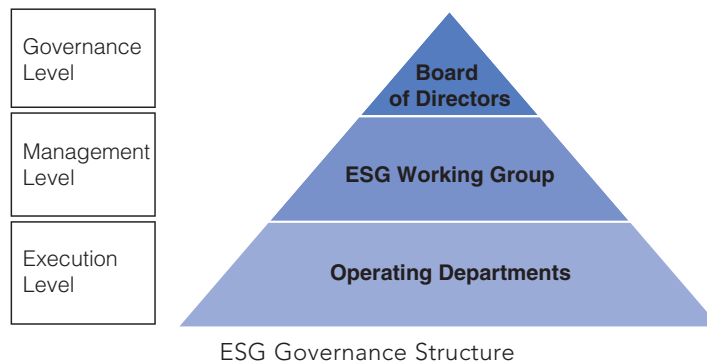 Governance
Level
Board
of Directors
Management
Level
ESG Working Group
Execution
Level
Operating Departments
ESG Governance Structure